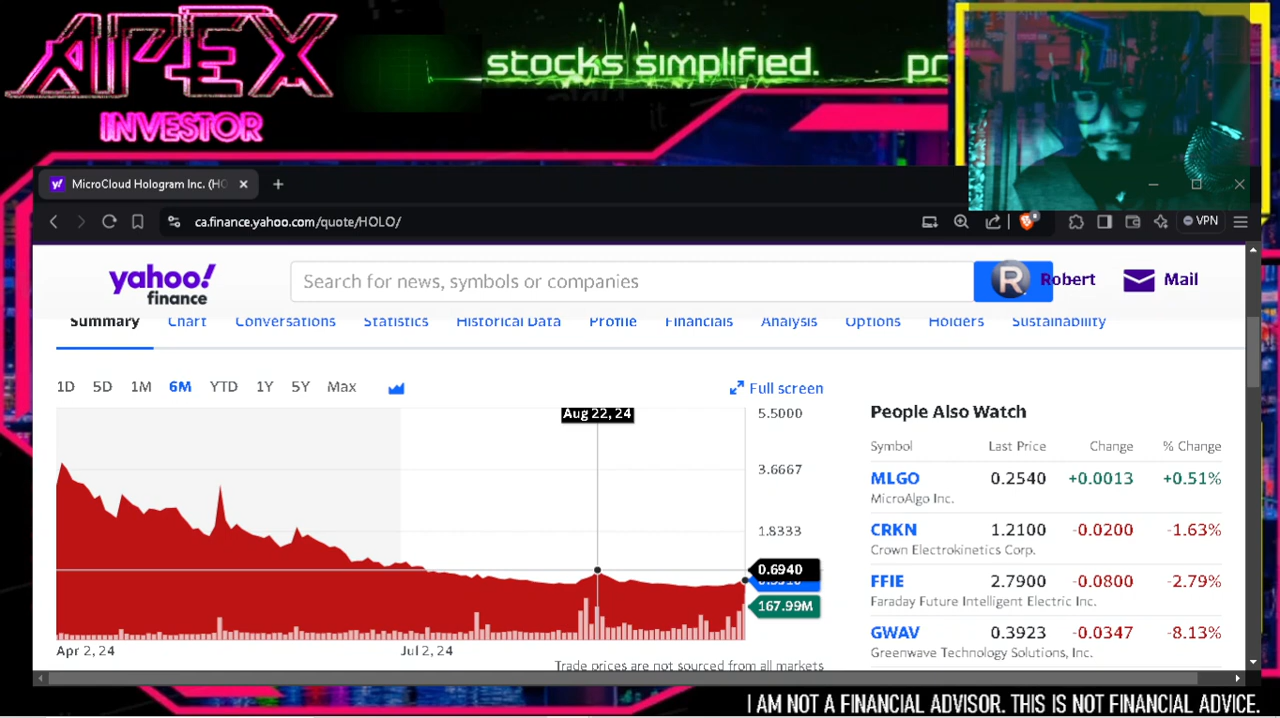 APEX
INVESTOR
stocks simplified. pr
MicroCloud Hologram Inc. (HO
ca.finance.yahoo.com/quote/HOLO/
VPN
yahoo!
finance
Search for news, symbols or companies
R
Robert
Mail
Summary Chart Conversations Statistics Historical Data Profile Financials Analysis Options Holders Sustainability
1D 5D 1M 6M YTD 1Y 5Y Max
Full screen
Aug 22, 24
5.5000
3.6667
1.8333
0.6940
167.99M
Apr 2, 24 Jul 2, 24
Trade prices are not sourced from all markets
People Also Watch
Symbol Last Price Change % Change
MLGO 0.2540 +0.0013 +0.51%
MicroAlgo Inc.
CRKN 1.2100 -0.0200 -1.63%
Crown Electrokinetics Corp.
FFIE 2.7900 -0.0800 -2.79%
Faraday Future Intelligent Electric Inc.
GWAV 0.3923 -0.0347 -8.13%
Greenwave Technology Solutions, Inc.
I AM NOT A FINANCIAL ADVISOR. THIS IS NOT FINANCIAL ADVICE.